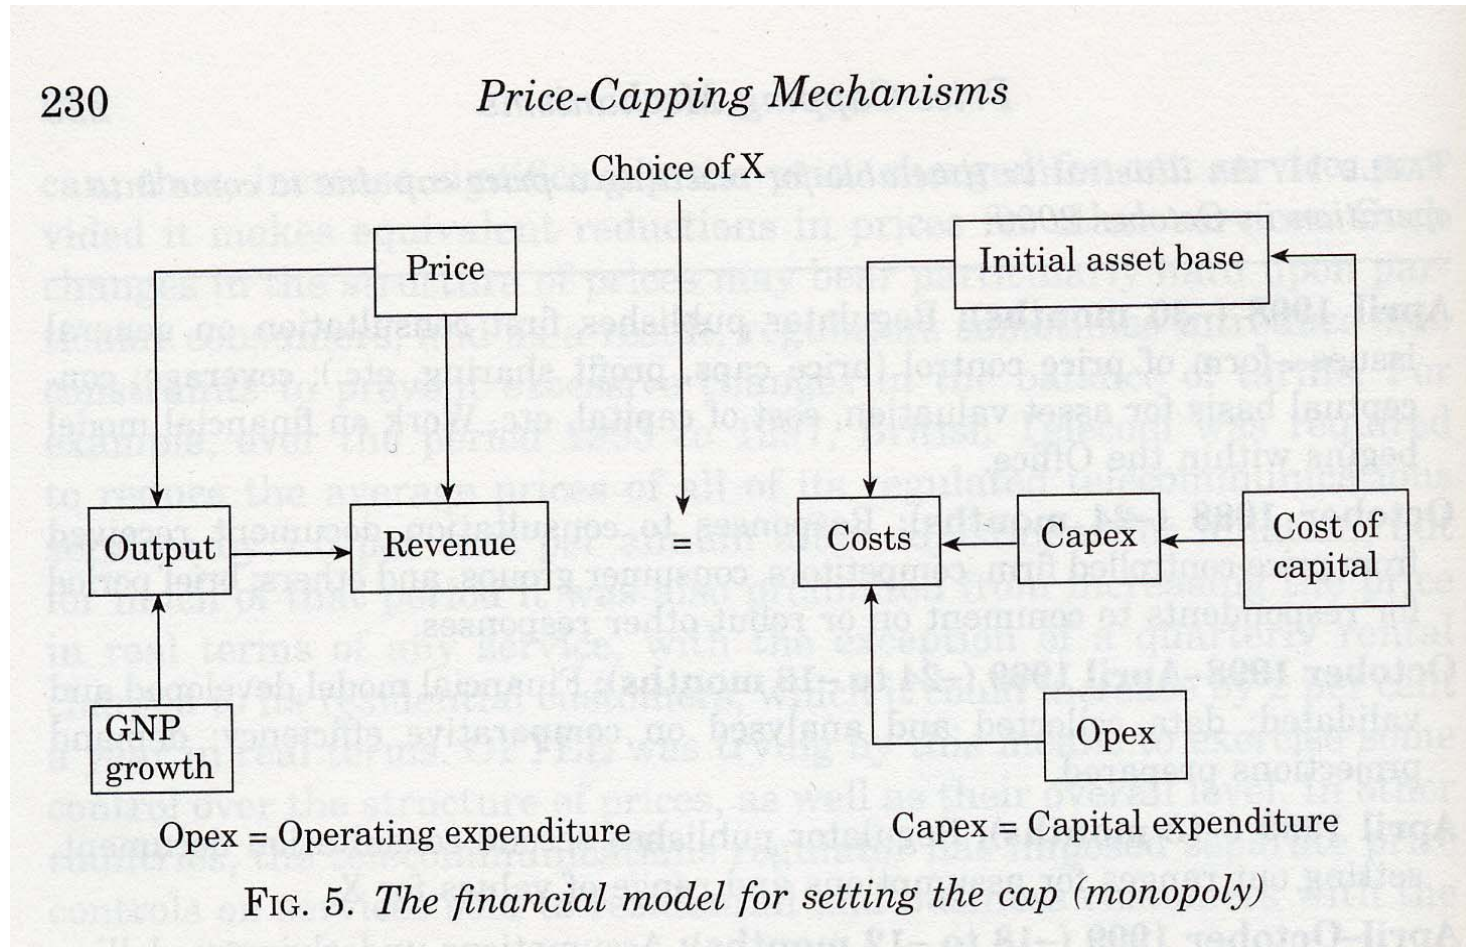 230
Price-Capping Mechanisms
Choice of X
Price
Initial asset base
Output
Revenue
=
Costs
Capex
Cost of
capital
GNP
growth
Opex
Opex = Operating expenditure
Capex = Capital expenditure
FIG. 5. The financial model for setting the cap (monopoly)